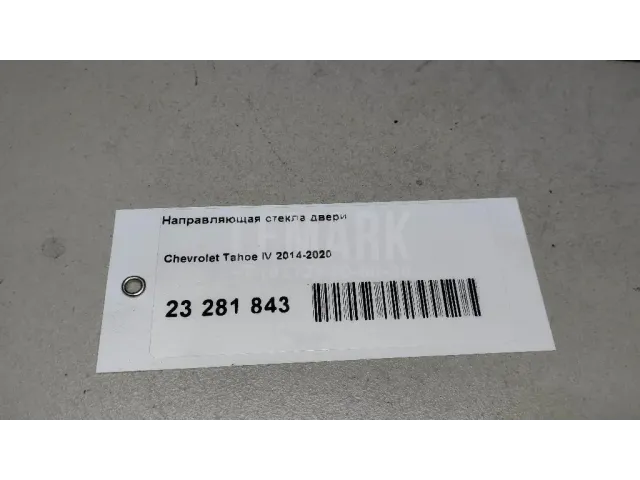 Направляющая стекла двери
Chevrolet Tahoe IV 2014-2020
23 281 843